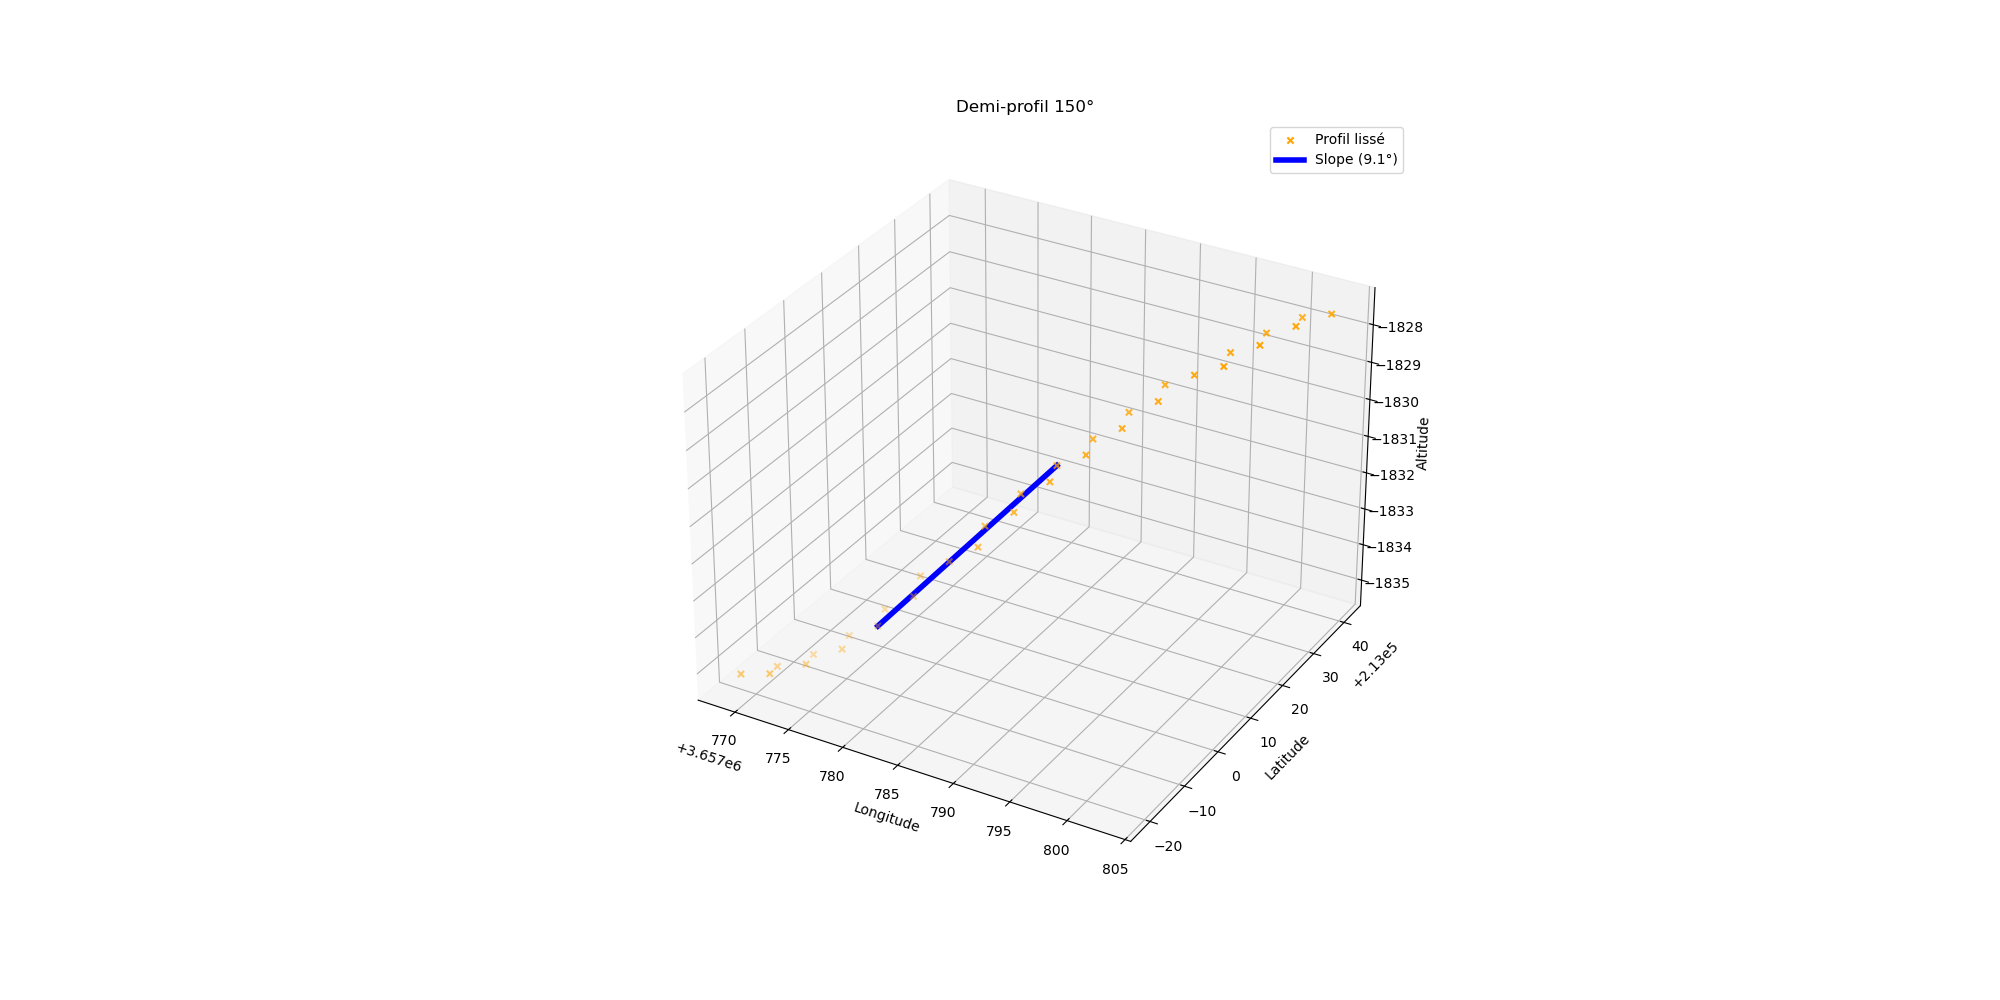 Demi-profil 150°
Profil lissé
Slope (9.1°)
−1828
−1829
−1830
−1831
−1832
−1833
−1834
−1835
Altitude
40
30
20
10
0
−10
−20
+2.13e5
Latitude
770
775
780
785
790
795
800
805
+3.657e6
Longitude